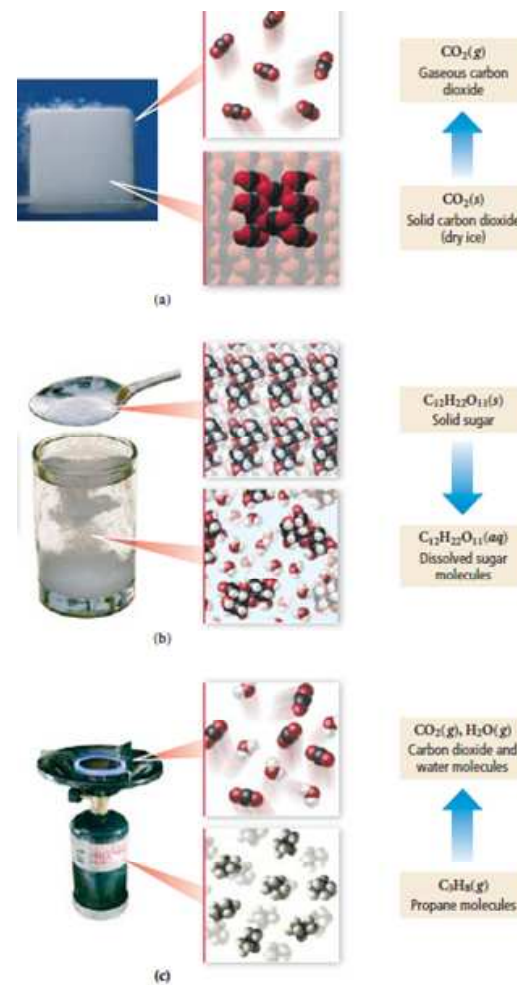 CO₂(g)
Gaseous carbon
dioxide
CO₂(s)
Solid carbon dioxide
(dry ice)
(a)
C₁₂H₂₂O₁₁(s)
Solid sugar
C₁₂H₂₂O₁₁(aq)
Dissolved sugar
molecules
(b)
CO₂(g), H₂O(g)
Carbon dioxide and
water molecules
C₃H₈(g)
Propane molecules
(c)